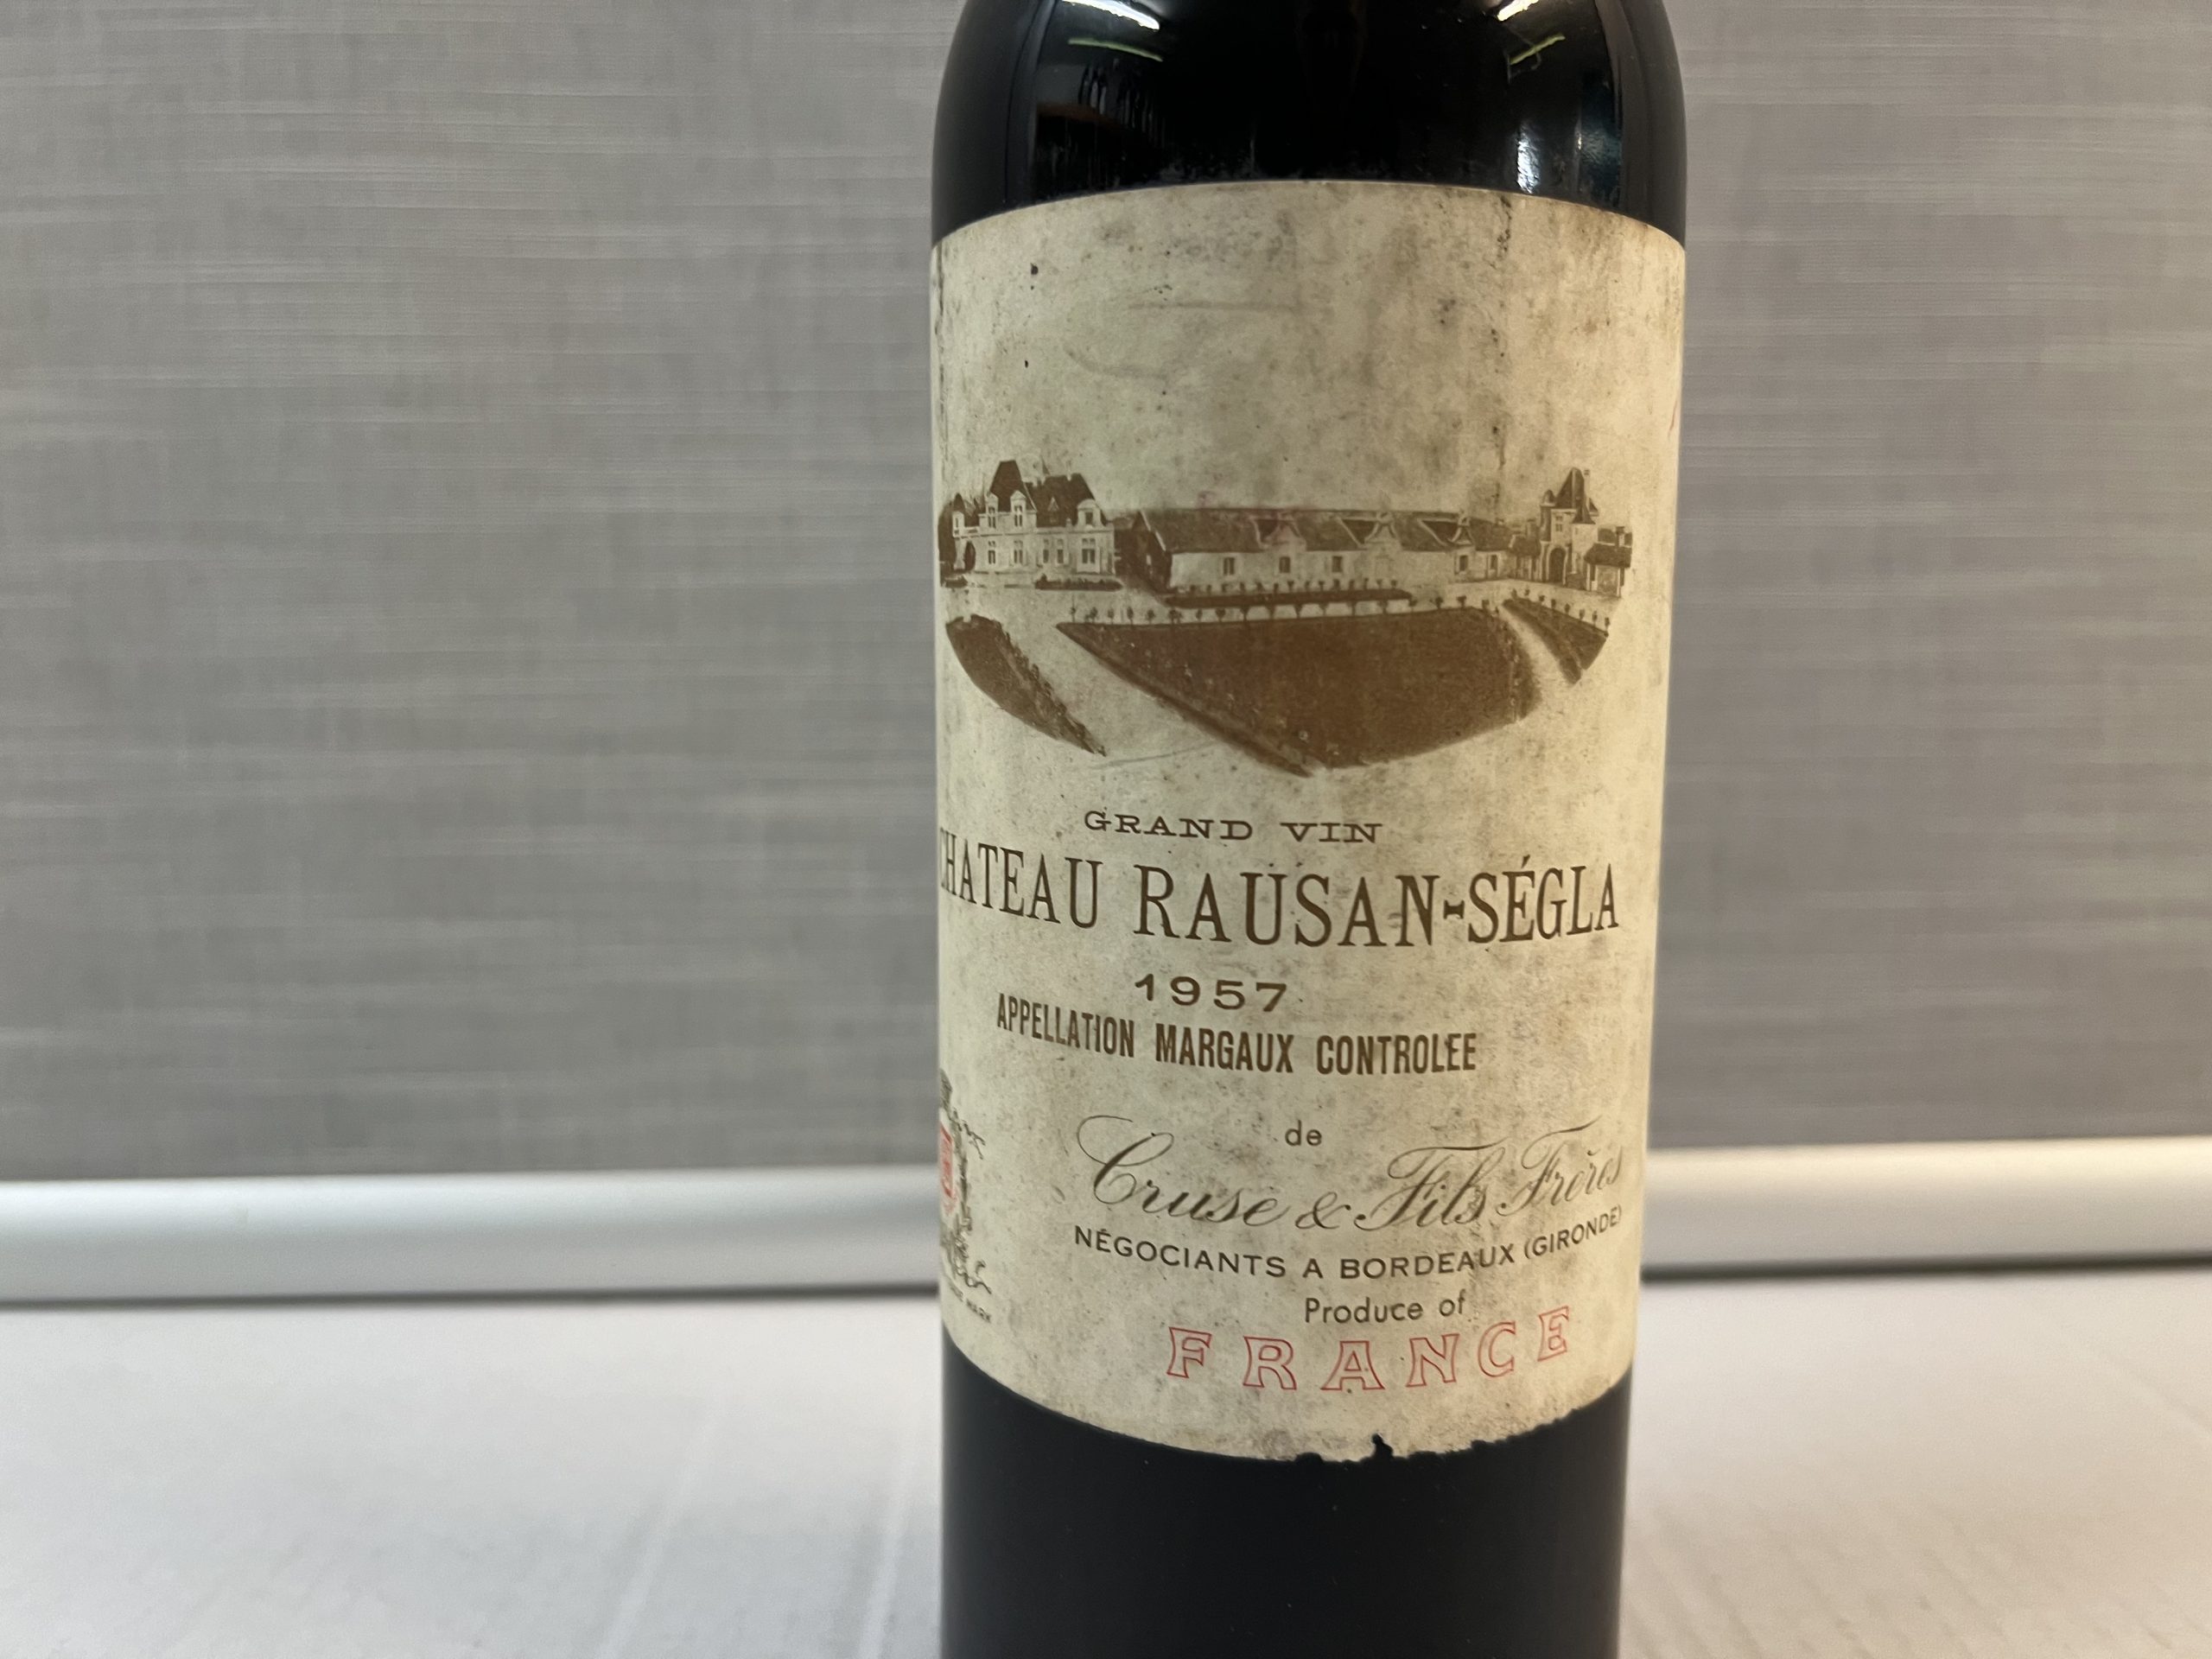 GRAND VIN
CHATEAU RAUSAN-SÉGLA
1957
APPELLATION MARGAUX CONTROLEE
de
Cruse & Fils Frères
NÉGOCIANTS A BORDEAUX (GIRONDE)
Produce of
FRANCE
MARK